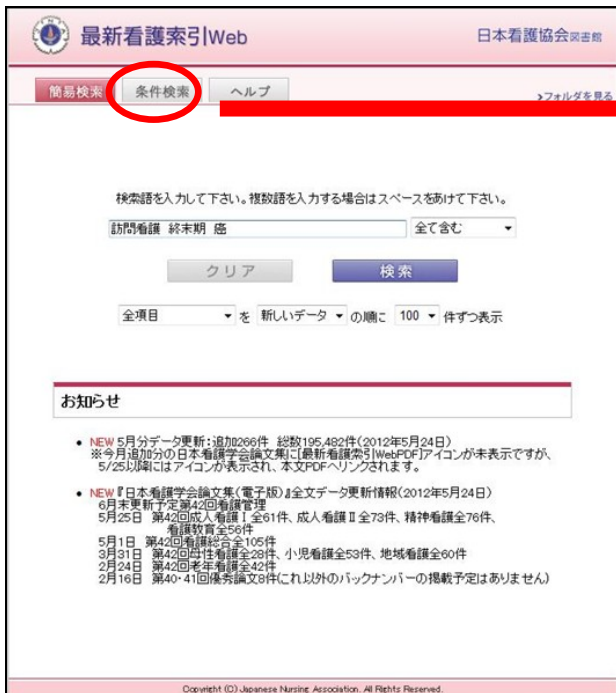 最新看護索引Web
日本看護協会図書館
簡易検索 条件検索 ヘルプ
>フォルダを見る
検索語を入力して下さい。複数語を入力する場合はスペースをあけて下さい。
訪問看護 終末期 癌 全て含む
クリア 検索
全項目 を 新しいデータ の順に 100 件ずつ表示
お知らせ
• NEW 5月分データ更新:追加266件 総数195,482件(2012年5月24日)
※今月追加分の日本看護学会論文集に[最新看護索引WebPDF]アイコンが未表示ですが、
5/25以降にはアイコンが表示され、本文PDFへリンクされます。
• NEW『日本看護学会論文集(電子版)』全文データ更新情報(2012年5月24日)
6月末更新予定第42回看護管理
5月25日 第42回成人看護Ⅰ全61件、成人看護Ⅱ全73件、精神看護全76件、
看護教育全56件
5月1日 第42回看護総合全105件
3月31日 第42回母性看護全28件、小児看護全53件、地域看護全60件
2月24日 第42回老年看護全42件
2月16日 第40・41回優秀論文8件(これ以外のバックナンバーの掲載予定はありません)
Copyright (C) Japanese Nursing Association. All Rights Reserved.